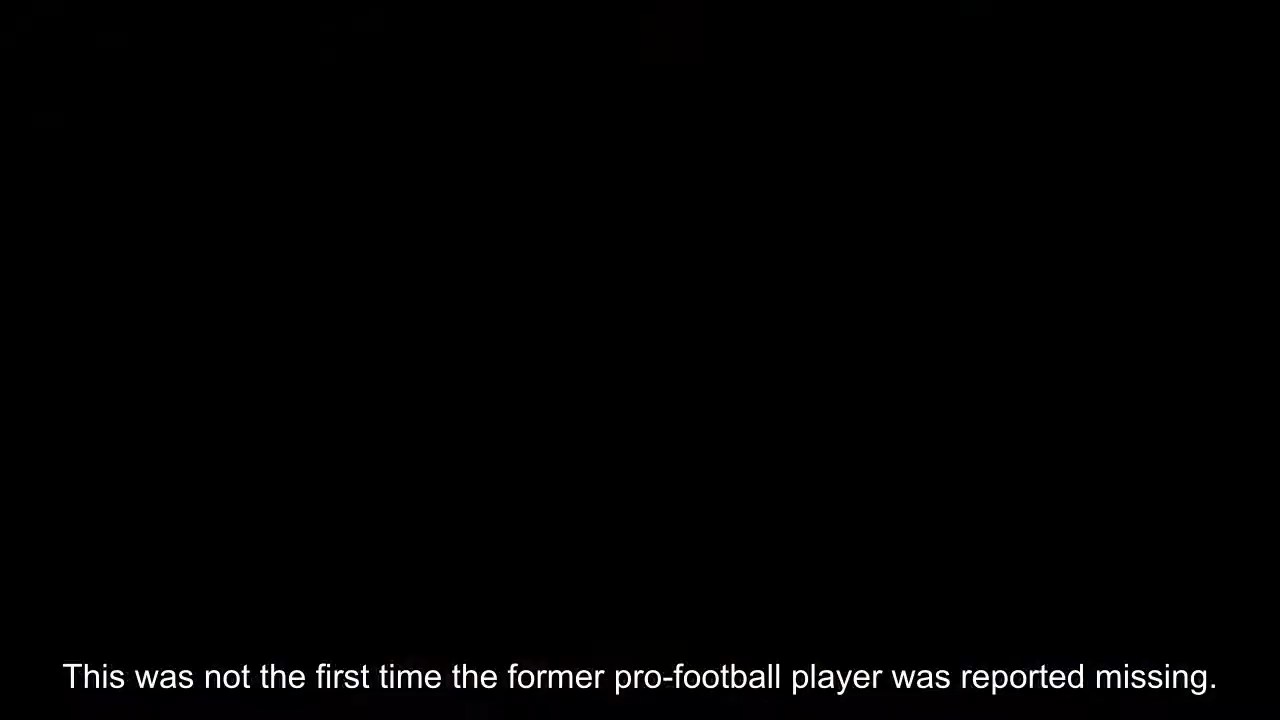 This was not the first time the former pro-football player was reported missing.